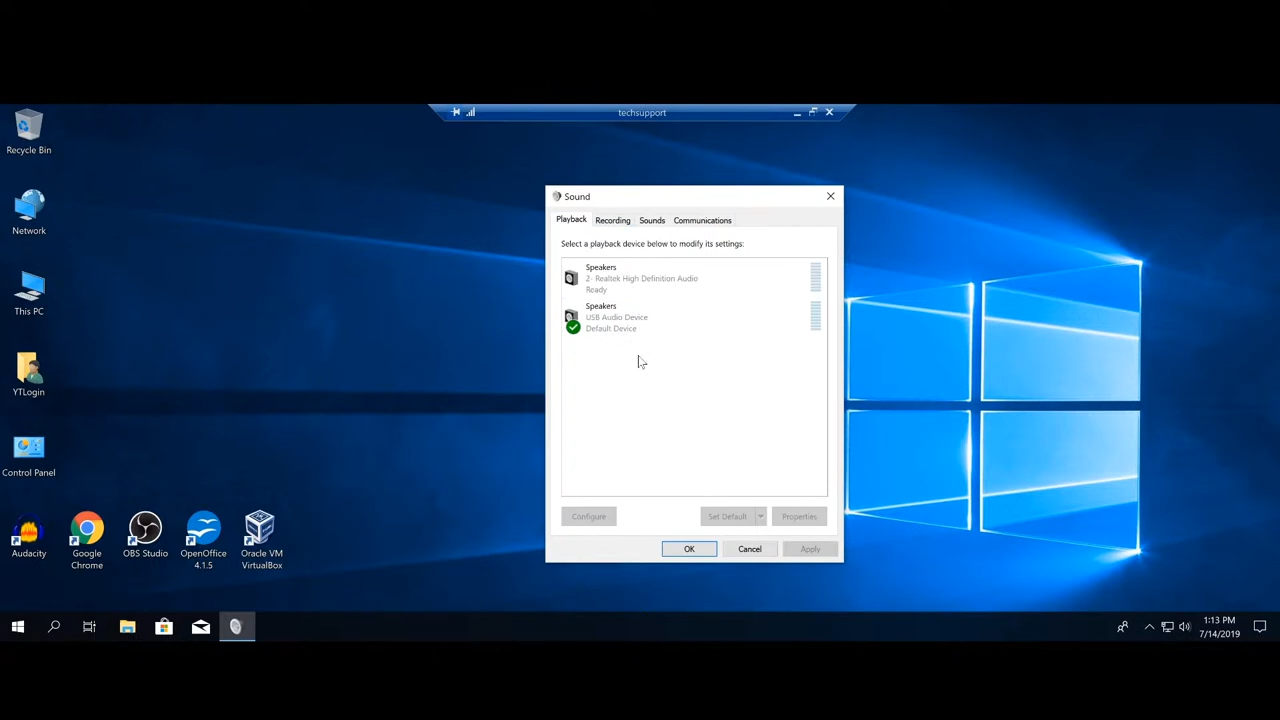 techsupport
Recycle Bin
Network
This PC
YTLogin
Control Panel
Audacity
Google
Chrome
OBS Studio
OpenOffice
4.1.5
Oracle VM
VirtualBox
Sound
Playback
Recording
Sounds
Communications
Select a playback device below to modify its settings:
Speakers
2- Realtek High Definition Audio
Ready
Speakers
USB Audio Device
Default Device
Configure
Set Default
Properties
OK
Cancel
Apply
1:13 PM
7/14/2019